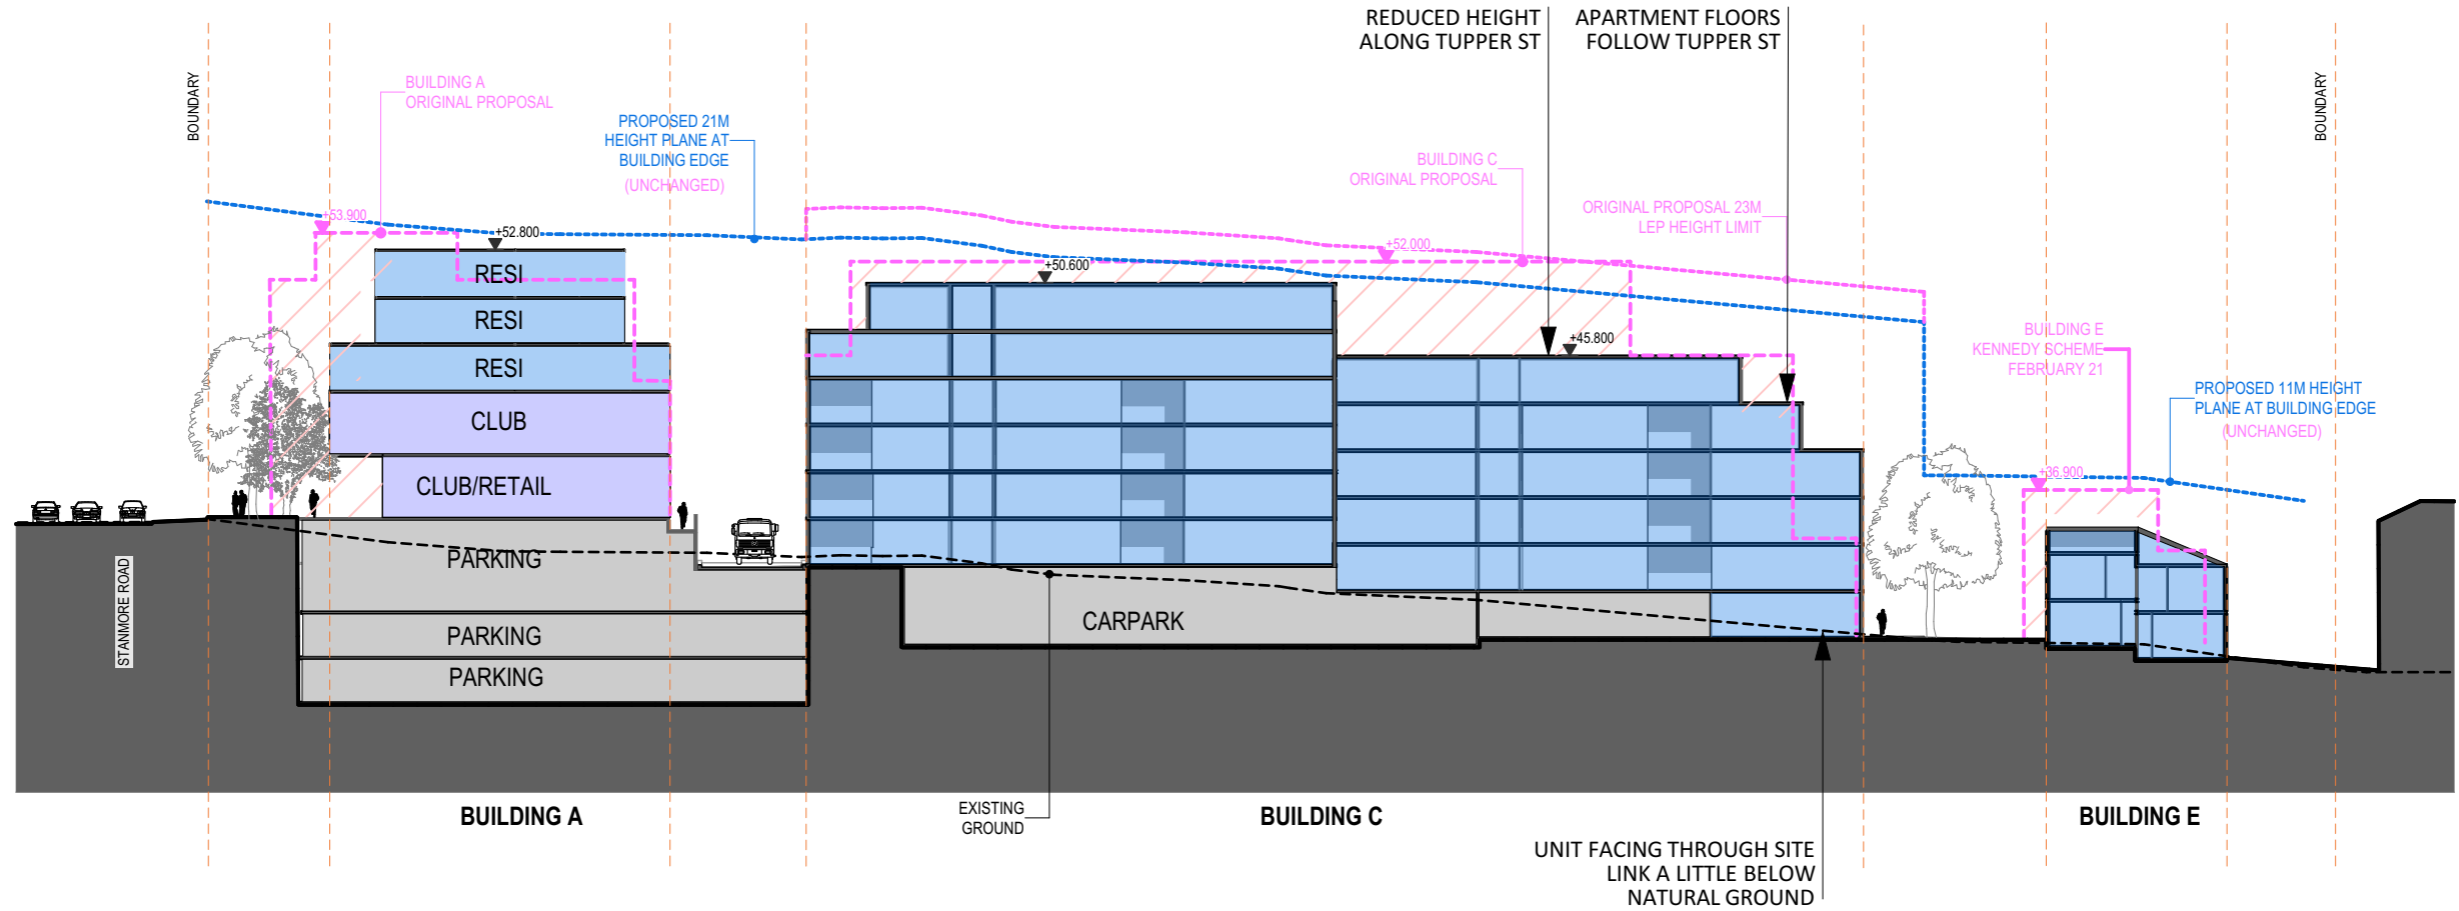 REDUCED HEIGHT
ALONG TUPPER ST
APARTMENT FLOORS
FOLLOW TUPPER ST
BOUNDARY
BUILDING A
ORIGINAL PROPOSAL
PROPOSED 21M
HEIGHT PLANE AT
BUILDING EDGE
(UNCHANGED)
BUILDING C
ORIGINAL PROPOSAL
ORIGINAL PROPOSAL 23M
LEP HEIGHT LIMIT
BOUNDARY
+53.900
+52.800
+52.000
+50.600
+45.800
BUILDING E
KENNEDY SCHEME
FEBRUARY 21
PROPOSED 11M HEIGHT
PLANE AT BUILDING EDGE
(UNCHANGED)
+36.900
RESI
RESI
RESI
CLUB
CLUB/RETAIL
PARKING
PARKING
PARKING
CARPARK
STANMORE ROAD
BUILDING A
EXISTING
GROUND
BUILDING C
BUILDING E
UNIT FACING THROUGH SITE
LINK A LITTLE BELOW
NATURAL GROUND